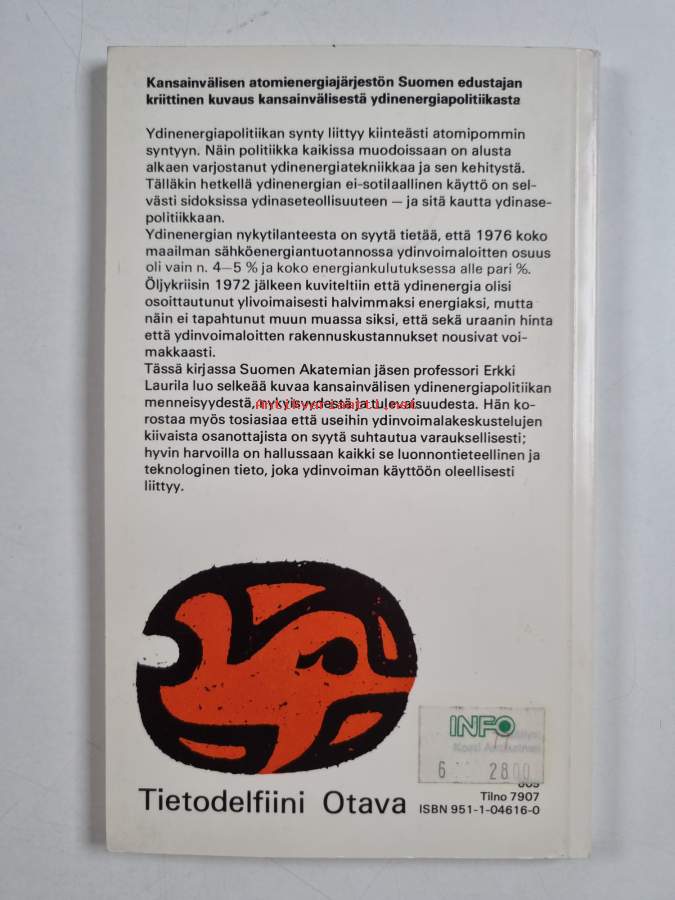 Kansainvälisen atomienergiajärjestön Suomen edustajan
kriittinen kuvaus kansainvälisestä ydinenergiapolitiikasta
Ydinenergiapolitiikan synty liittyy kiinteästi atomipommin
syntyyn. Näin politiikka kaikissa muodoissaan on alusta
alkaen varjostanut ydinenergiatekniikkaa ja sen kehitystä.
Tälläkin hetkellä ydinenergian ei-sotilaallinen käyttö on sel-
västi sidoksissa ydinaseteollisuuteen — ja sitä kautta ydinase-
politiikkaan.
Ydinenergian nykytilanteesta on syytä tietää, että 1976 koko
maailman sähköenergiantuotannossa ydinvoimaloitten osuus
oli vain n. 4—5 % ja koko energiankulutuksessa alle pari %.
Öljykriisin 1972 jälkeen kuviteltiin että ydinenergia olisi
osoittautunut ylivoimaisesti halvimmaksi energiaksi, mutta
näin ei tapahtunut muun muassa siksi, että sekä uraanin hinta
että ydinvoimaloitten rakennuskustannukset nousivat voi-
makkaasti.
Tässä kirjassa Suomen Akatemian jäsen professori Erkki
Laurila luo selkeää kuvaa kansainvälisen ydinenergiapolitiikan
menneisyydestä, nykyisyydestä ja tulevaisuudesta. Hän ko-
rostaa myös tosiasiaa että useihin ydinvoimalakeskustelujen
kiivaista osanottajista on syytä suhtautua varauksellisesti;
hyvin harvoilla on hallussaan kaikki se luonnontieteellinen ja
teknologinen tieto, joka ydinvoiman käyttöön oleellisesti
liittyy.
INFO
77
6 28.00
Tietodelfiini Otava
Tilno 7907
ISBN 951-1-04616-0